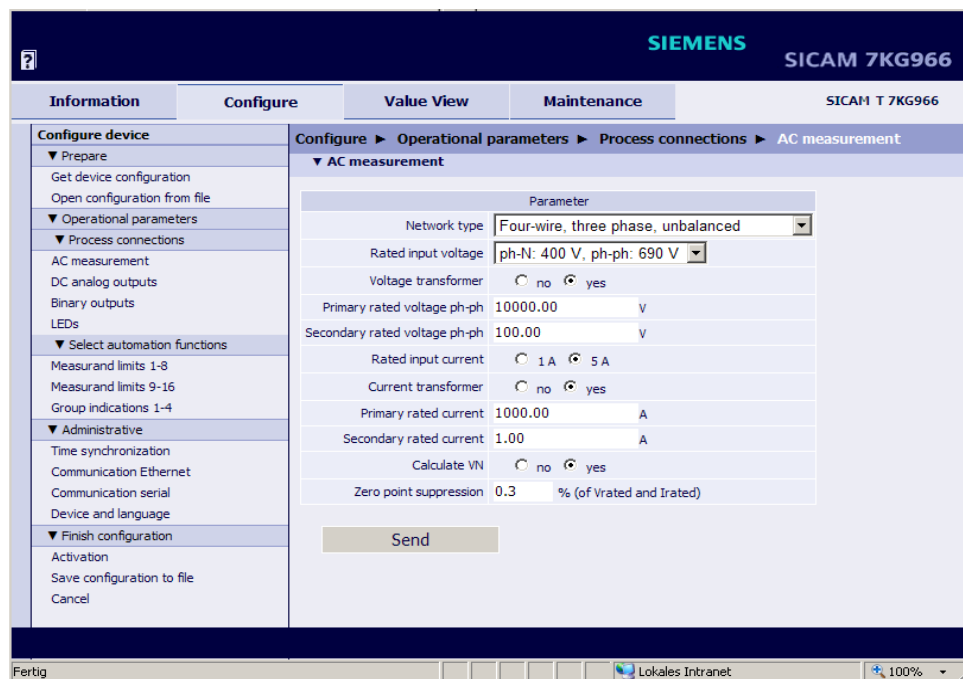 SIEMENS
SICAM 7KG966
Information Configure Value View Maintenance SICAM T 7KG966
Configure device
▼ Prepare
Get device configuration
Open configuration from file
▼ Operational parameters
▼ Process connections
AC measurement
DC analog outputs
Binary outputs
LEDs
▼ Select automation functions
Measurand limits 1-8
Measurand limits 9-16
Group indications 1-4
▼ Administrative
Time synchronization
Communication Ethernet
Communication serial
Device and language
▼ Finish configuration
Activation
Save configuration to file
Cancel
Configure ► Operational parameters ► Process connections ► AC measurement
▼ AC measurement
Parameter
Network type Four-wire, three phase, unbalanced
Rated input voltage ph-N: 400 V, ph-ph: 690 V
Voltage transformer no yes
Primary rated voltage ph-ph 10000.00 V
Secondary rated voltage ph-ph 100.00 V
Rated input current 1 A 5 A
Current transformer no yes
Primary rated current 1000.00 A
Secondary rated current 1.00 A
Calculate VN no yes
Zero point suppression 0.3 % (of Vrated and Irated)
Send
Fertig Lokales Intranet 100%